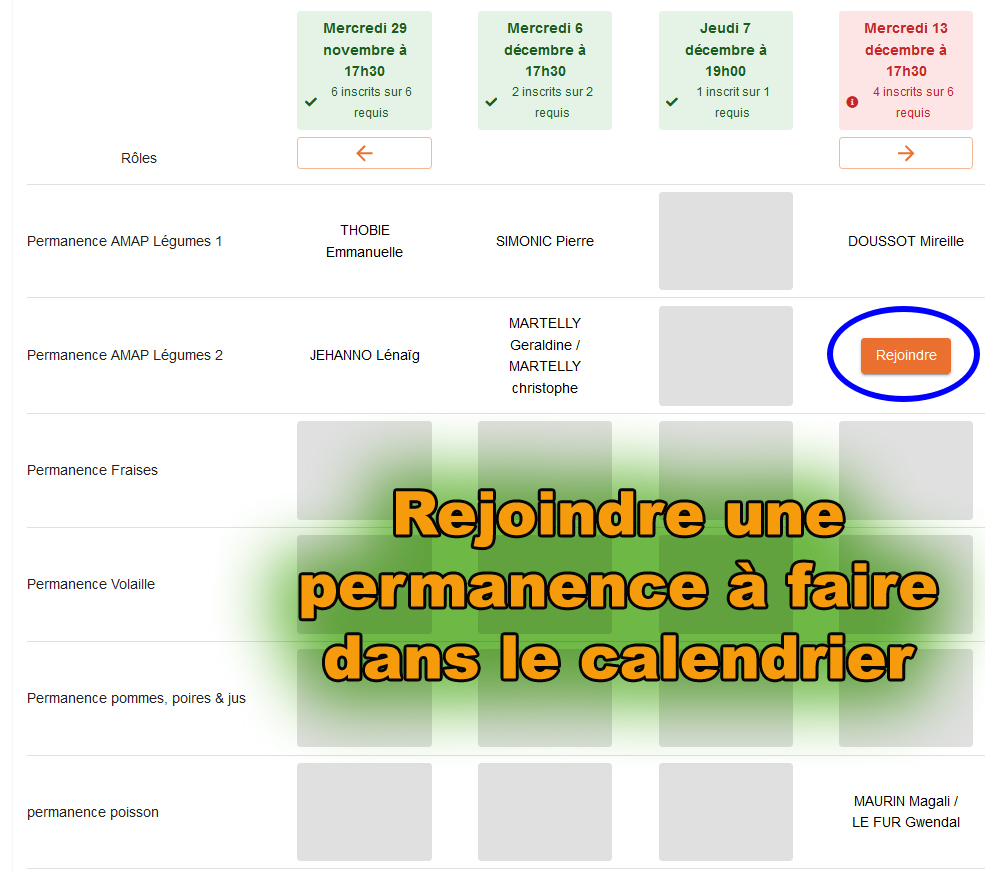 Mercredi 29
novembre à
17h30
6 inscrits sur 6
requis
Mercredi 6
décembre à
17h30
2 inscrits sur 2
requis
Jeudi 7
décembre à
19h00
1 inscrit sur 1
requis
Mercredi 13
décembre à
17h30
4 inscrits sur 6
requis
Rôles
Permanence AMAP Légumes 1
THOBIE
Emmanuelle
SIMONIC Pierre
DOUSSOT Mireille
Permanence AMAP Légumes 2
JEHANNO Lénaïg
MARTELLY
Geraldine /
MARTELLY
christophe
Rejoindre
Permanence Fraises
Rejoindre une
permanence à faire
dans le calendrier
Permanence Volaille
Permanence pommes, poires & jus
permanence poisson
MAURIN Magali /
LE FUR Gwendal